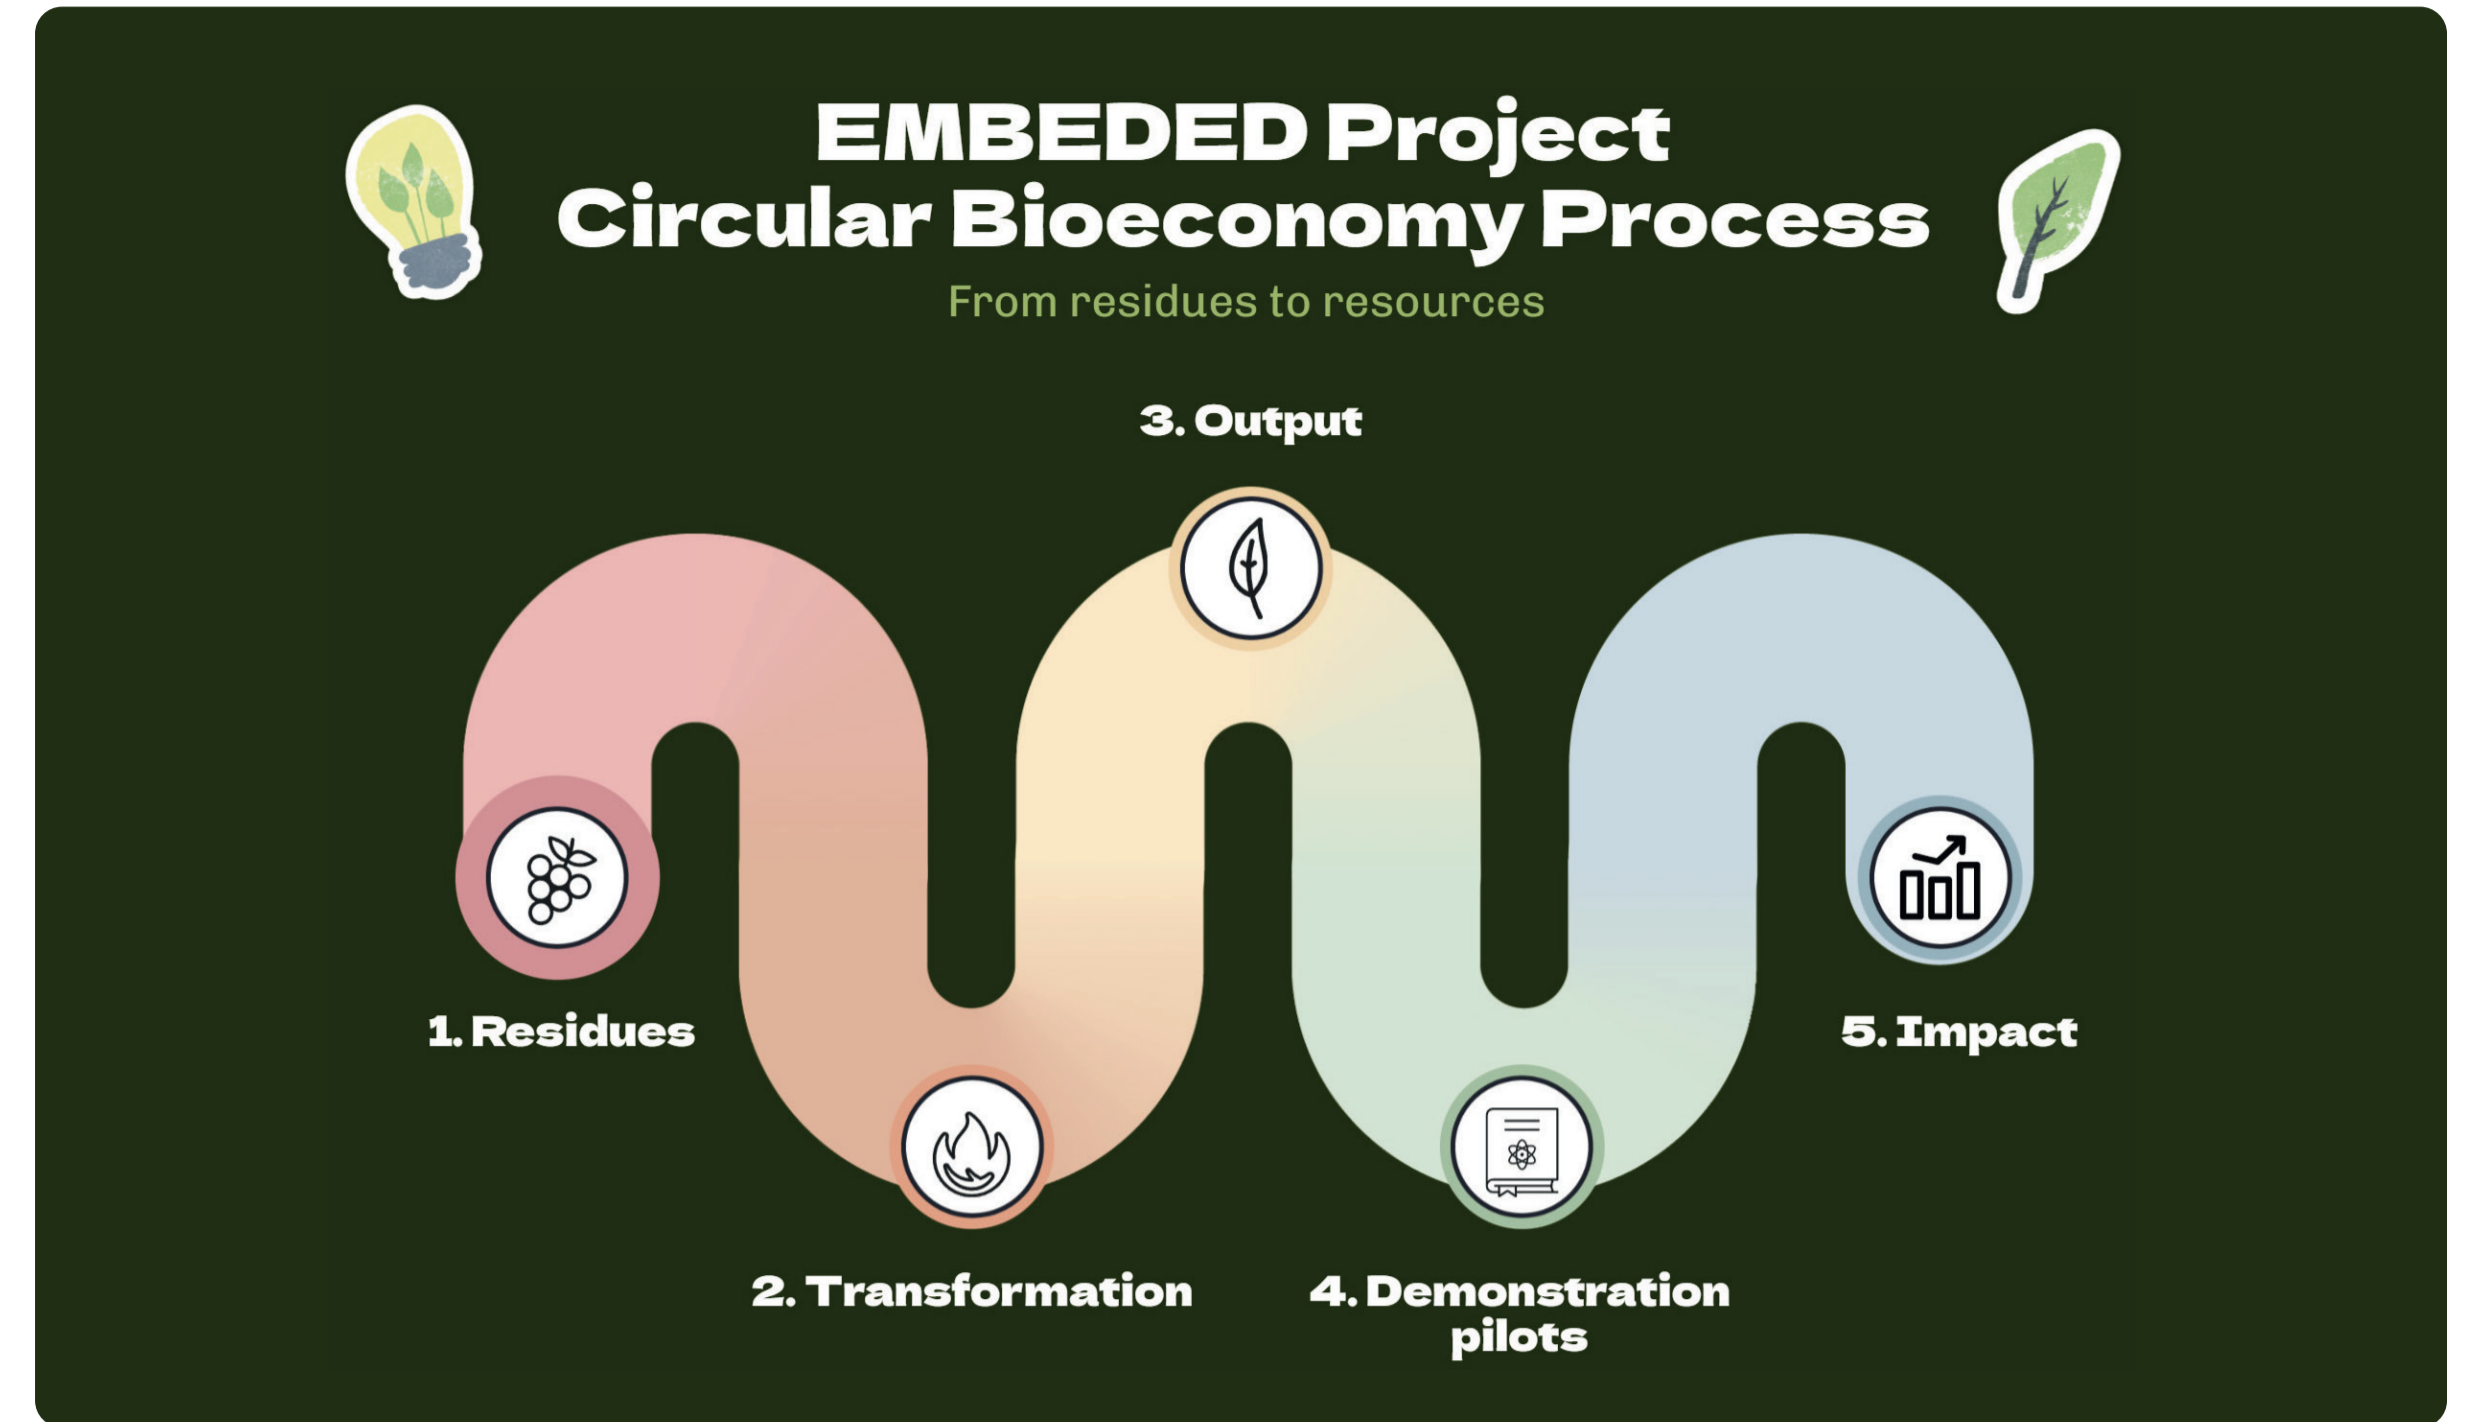 EMBEDED Project
Circular Bioeconomy Process
From residues to resources
3. Output
1. Residues
5. Impact
2. Transformation
4. Demonstration
pilots